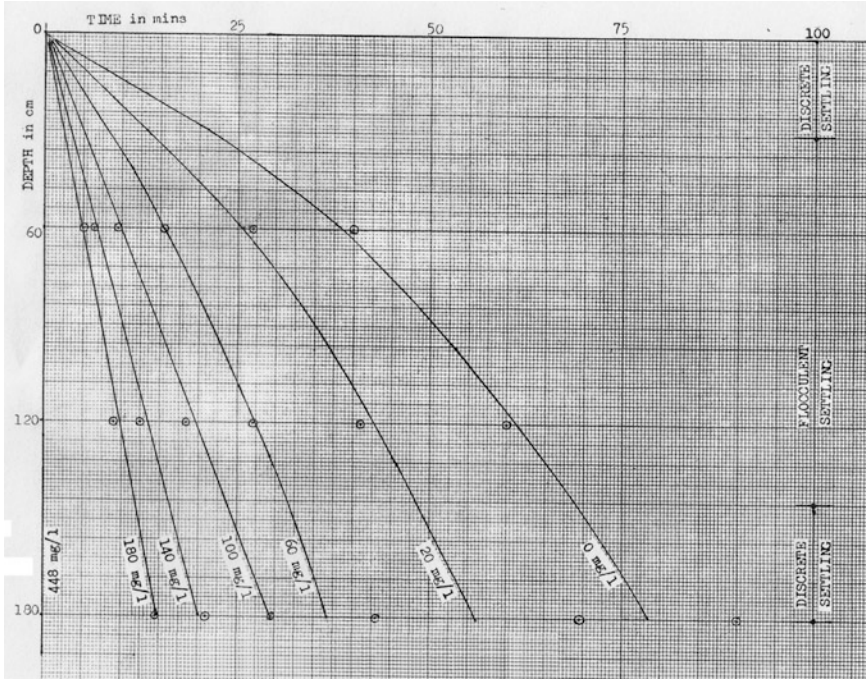 TIME in mins
0 25 50 75 100
DEPTH in cm
60
120
180
448 mg/l
180 mg/l
140 mg/l
100 mg/l
60 mg/l
20 mg/l
0 mg/l
DISCRETE
SETTLING
FLOCCULENT
SETTLING
DISCRETE
SETTLING